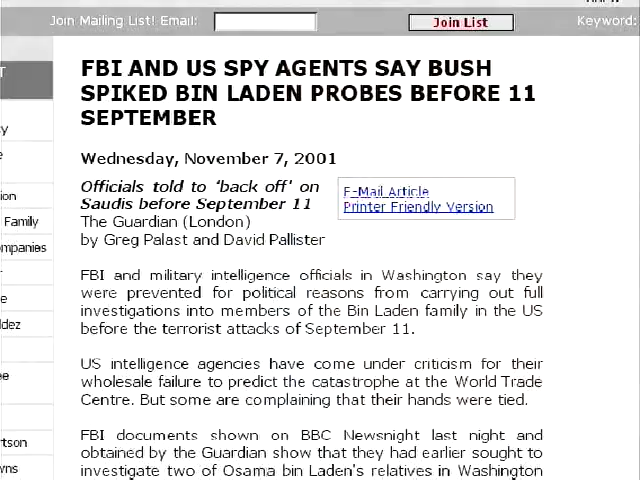 Join Mailing List! Email:
Join List
Keyword:
FBI AND US SPY AGENTS SAY BUSH
SPIKED BIN LADEN PROBES BEFORE 11
SEPTEMBER
Wednesday, November 7, 2001
Officials told to 'back off' on
Saudis before September 11
E-Mail Article
Printer Friendly Version
The Guardian (London)
by Greg Palast and David Pallister
Family
FBI and military intelligence officials in Washington say they
were prevented for political reasons from carrying out full
investigations into members of the Bin Laden family in the US
before the terrorist attacks of September 11.
US intelligence agencies have come under criticism for their
wholesale failure to predict the catastrophe at the World Trade
Centre. But some are complaining that their hands were tied.
FBI documents shown on BBC Newsnight last night and
obtained by the Guardian show that they had earlier sought to
investigate two of Osama bin Laden's relatives in Washington